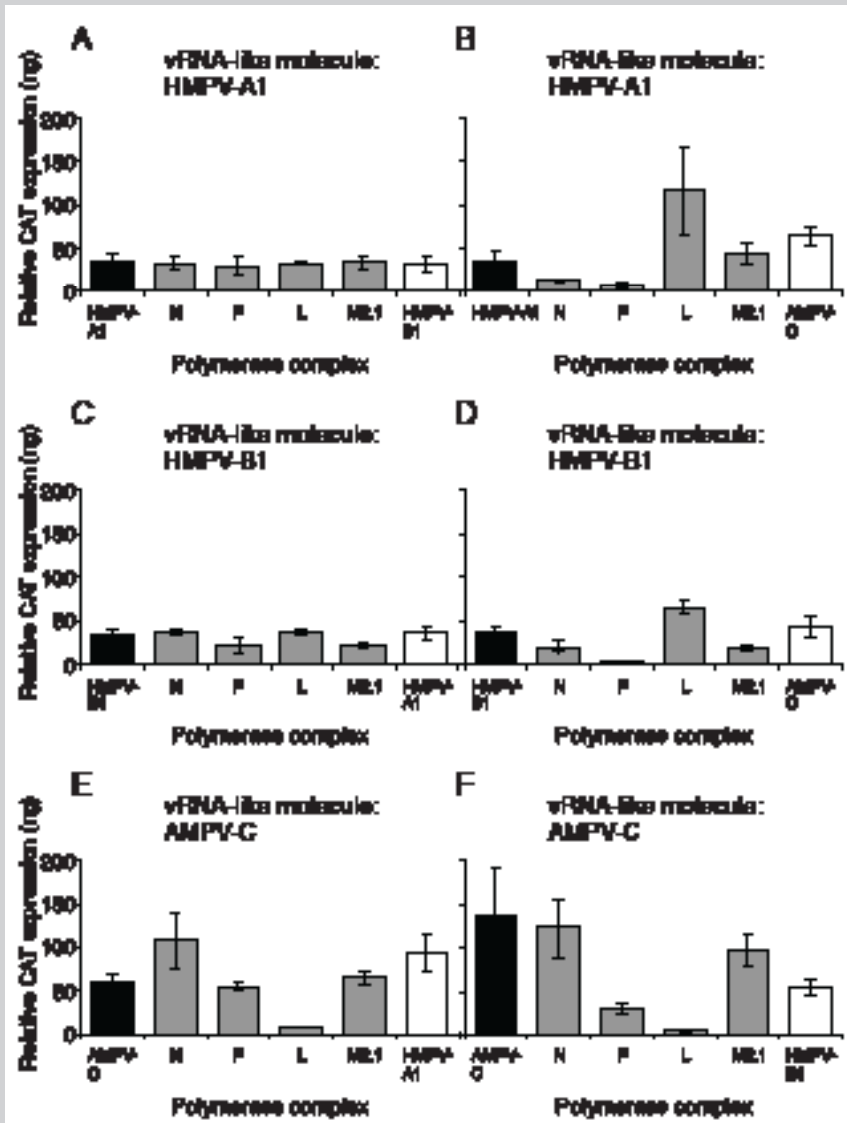 A
vRNA-like molecule:
HMPV-A1
B
vRNA-like molecule:
HMPV-A1
Relative CAT expression (ng)
200
150
100
50
0
HMPV-
A1
N
P
L
M2.1
HMPV-
B1
N
P
L
M2.1
AMPV-
C
Polymerase complex
Polymerase complex
C
vRNA-like molecule:
HMPV-B1
D
vRNA-like molecule:
HMPV-B1
Relative CAT expression (ng)
200
150
100
50
0
HMPV-
N
P
L
M2.1
HMPV-
A1
HMPV-
B1
N
P
L
M2.1
AMPV-
C
Polymerase complex
Polymerase complex
E
vRNA-like molecule:
AMPV-C
F
vRNA-like molecule:
AMPV-C
Relative CAT expression (ng)
200
150
100
50
0
AMPV-
C
N
P
L
M2.1
HMPV-
A1
AMPV-
C
N
P
L
M2.1
HMPV-
Polymerase complex
Polymerase complex